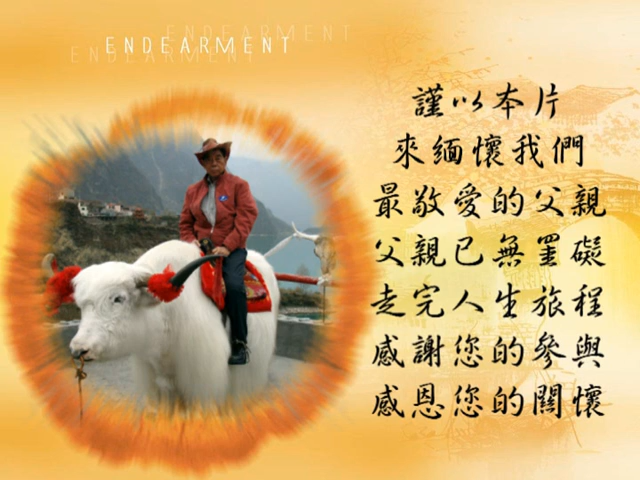 ENDEARMENT
ENDEARMENT
ENDEARMENT
謹以本片
來緬懷我們
最敬愛的父親
父親已無罣礙
走完人生旅程
感謝您的參與
感恩您的關懷